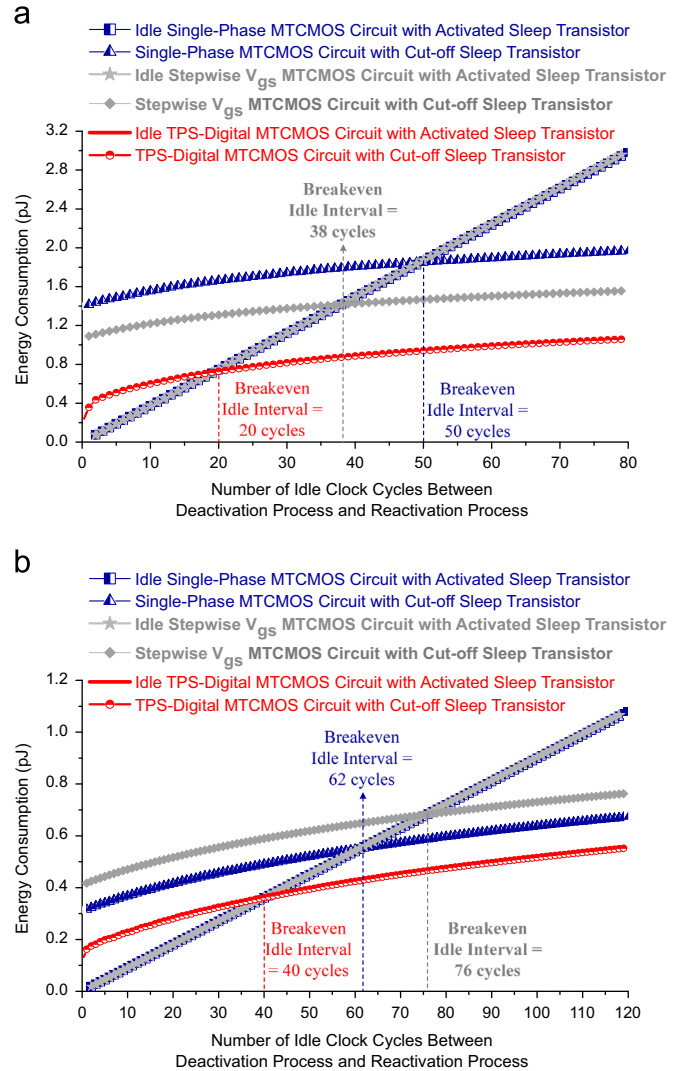 a
Idle Single-Phase MTCMOS Circuit with Activated Sleep Transistor
Single-Phase MTCMOS Circuit with Cut-off Sleep Transistor
Idle Stepwise Vgs MTCMOS Circuit with Activated Sleep Transistor
Stepwise Vgs MTCMOS Circuit with Cut-off Sleep Transistor
Idle TPS-Digital MTCMOS Circuit with Activated Sleep Transistor
TPS-Digital MTCMOS Circuit with Cut-off Sleep Transistor
3.2
2.8
2.4
2.0
1.6
1.2
0.8
0.4
0.0
Energy Consumption (pJ)
Breakeven
Idle Interval =
38 cycles
Breakeven
Idle Interval =
20 cycles
Breakeven
Idle Interval =
50 cycles
0 10 20 30 40 50 60 70 80
Number of Idle Clock Cycles Between
Deactivation Process and Reactivation Process
b
Idle Single-Phase MTCMOS Circuit with Activated Sleep Transistor
Single-Phase MTCMOS Circuit with Cut-off Sleep Transistor
Idle Stepwise Vgs MTCMOS Circuit with Activated Sleep Transistor
Stepwise Vgs MTCMOS Circuit with Cut-off Sleep Transistor
Idle TPS-Digital MTCMOS Circuit with Activated Sleep Transistor
TPS-Digital MTCMOS Circuit with Cut-off Sleep Transistor
1.2
1.0
0.8
0.6
0.4
0.2
0.0
Energy Consumption (pJ)
Breakeven
Idle Interval =
62 cycles
Breakeven
Idle Interval
= 40 cycles
Breakeven
Idle Interval =
76 cycles
0 10 20 30 40 50 60 70 80 90 100 110 120
Number of Idle Clock Cycles Between
Deactivation Process and Reactivation Process